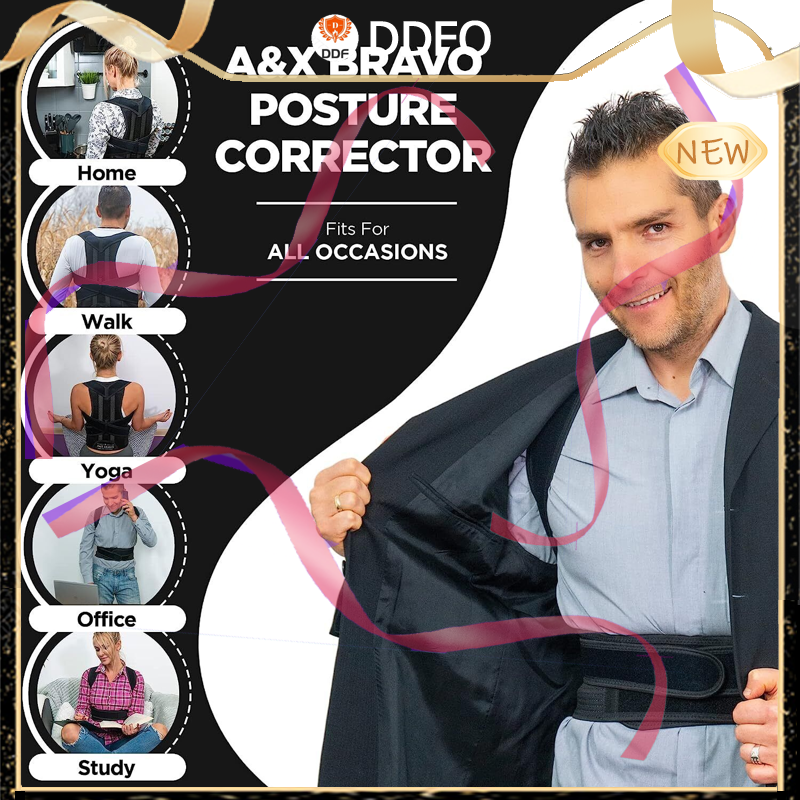 DDF
DDFO
A&X BRAVO
POSTURE
CORRECTOR
NEW
Fits For
ALL OCCASIONS
Home
Walk
Yoga
Office
Study